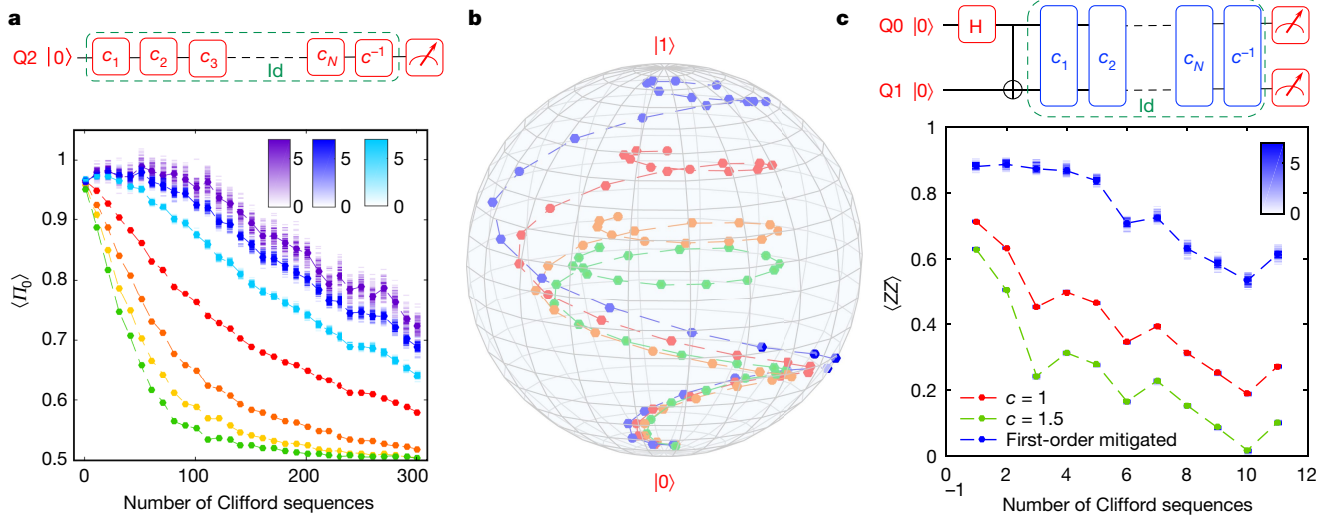 a
Q2 |0⟩ c1 c2 c3 cN c−1
Id
5 5 5
0 0 0
1
0.9
0.8
0.7
0.6
0.5
⟨Π0⟩
0 100 200 300
Number of Clifford sequences
b
|1⟩
|0⟩
c
Q0 |0⟩ H
c1 c2 cN c−1
Q1 |0⟩
Id
1
0.8
0.6
0.4
0.2
0
⟨ZZ⟩
5
0
c = 1
c = 1.5
First-order mitigated
0 2 4 6 8 10 12
−1
Number of Clifford sequences